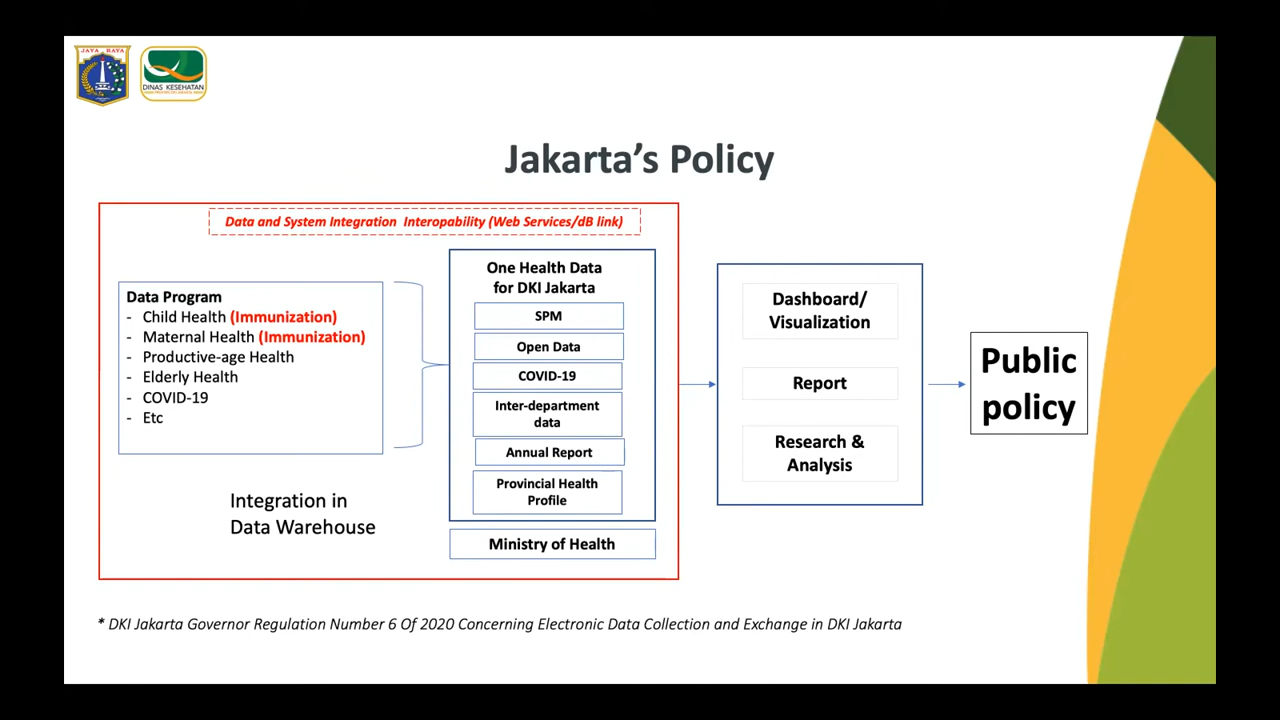 JAYA RAYA
DINAS KESEHATAN
Jakarta's Policy
Data and System Integration Interopability (Web Services/dB link)
Data Program
- Child Health (Immunization)
- Maternal Health (Immunization)
- Productive-age Health
- Elderly Health
- COVID-19
- Etc
Integration in
Data Warehouse
One Health Data
for DKI Jakarta
SPM
Open Data
COVID-19
Inter-department
data
Annual Report
Provincial Health
Profile
Ministry of Health
Dashboard/
Visualization
Report
Research &
Analysis
Public
policy
* DKI Jakarta Governor Regulation Number 6 Of 2020 Concerning Electronic Data Collection and Exchange in DKI Jakarta